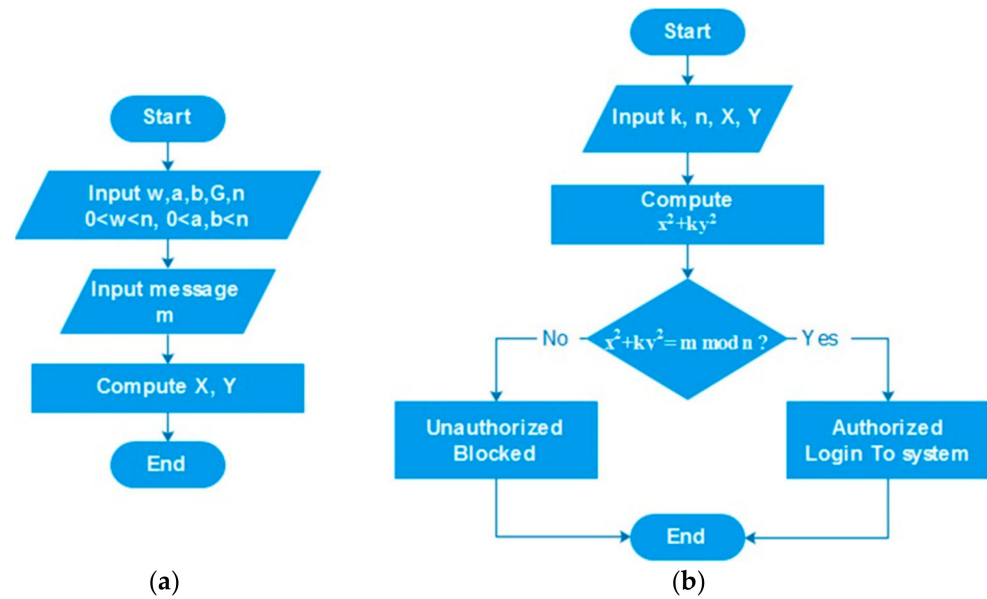 Start
Input w,a,b,G,n
0<w<n, 0<a,b<n
Input message
m
Compute X, Y
End
(a)
Start
Input k, n, X, Y
Compute
x²+ky²
x²+kv²= m mod n ?
No
Yes
Unauthorized
Blocked
Authorized
Login To system
End
(b)